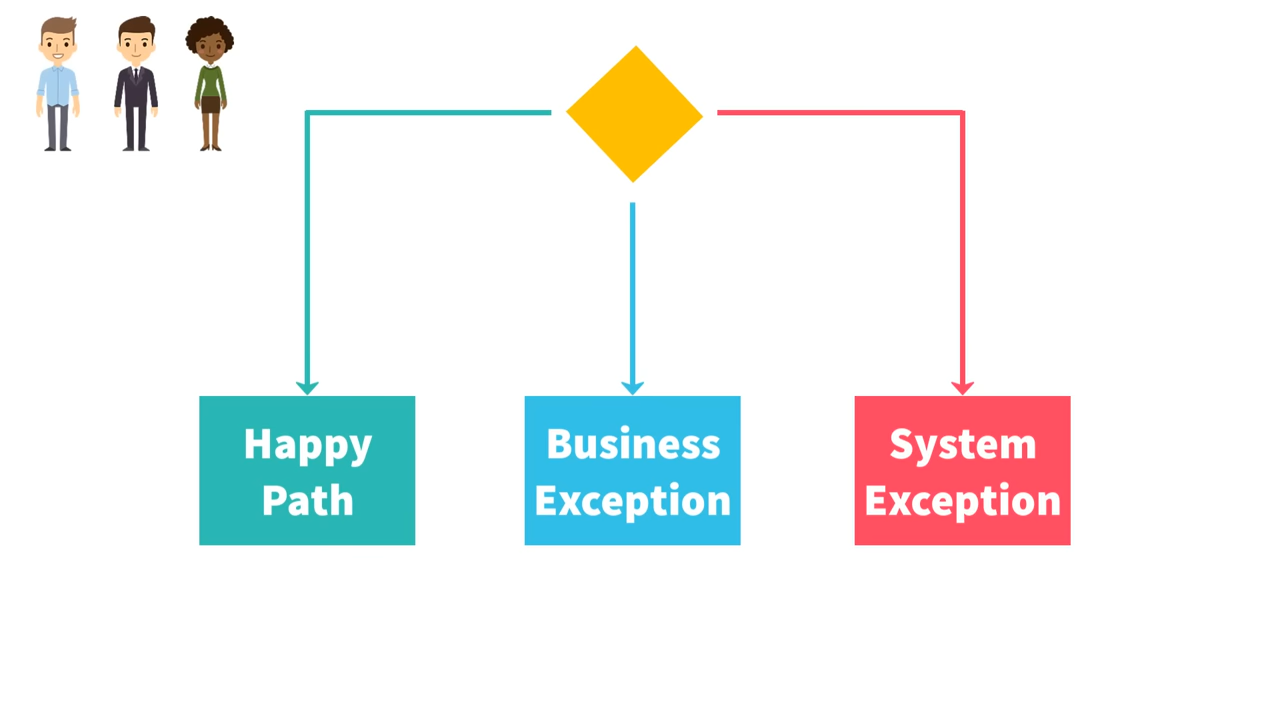 Happy
Path
Business
Exception
System
Exception